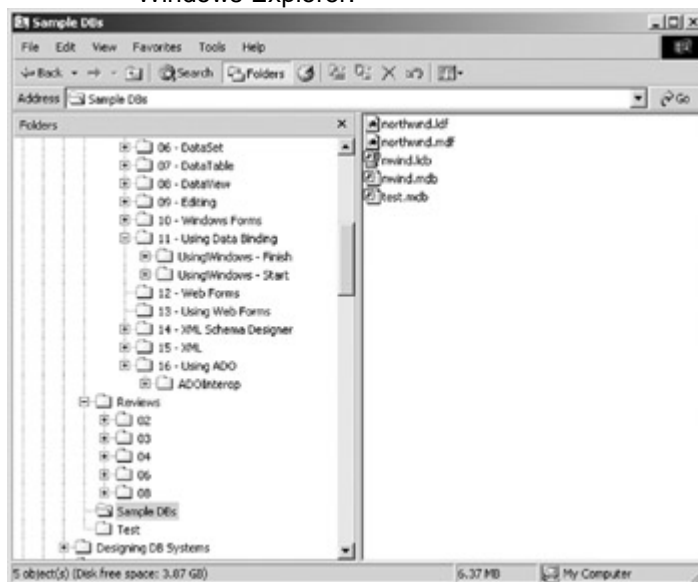 Windows Explorer.
Sample DBs
File Edit View Favorites Tools Help
Back Search Folders
Address Sample DBs Go
Folders
06 - DataSet
07 - DataTable
08 - DataView
09 - Editing
10 - Windows Forms
11 - Using Data Binding
UsingWindows - Finish
UsingWindows - Start
12 - Web Forms
13 - Using Web Forms
14 - XML Schema Designer
15 - XML
16 - Using ADO
ADOInterop
Reviews
02
03
04
06
08
Sample DBs
Test
Designing DB Systems
northwnd.ldf
northwnd.mdf
nwind.ldb
nwind.mdb
test.mdb
5 object(s) (Disk free space: 3.87 GB) 6.37 MB My Computer